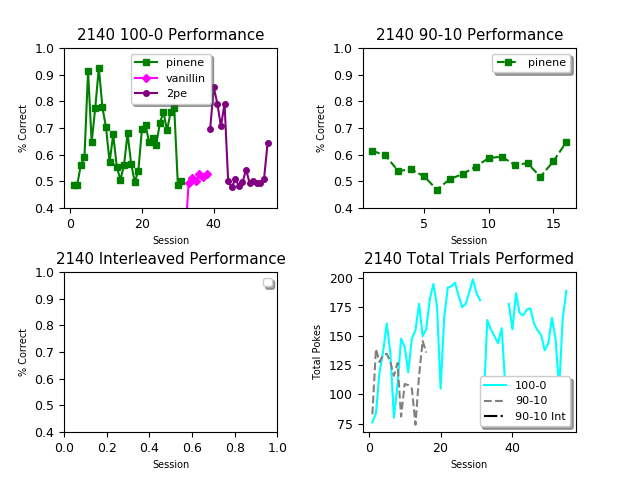 2140 100-0 Performance
% Correct
1.0
0.9
0.8
0.7
0.6
0.5
0.4
pinene
vanillin
2pe
0
20
40
Session
2140 90-10 Performance
% Correct
1.0
0.9
0.8
0.7
0.6
0.5
0.4
pinene
5
10
15
Session
2140 Interleaved Performance
% Correct
1.0
0.9
0.8
0.7
0.6
0.5
0.4
0.0
0.2
0.4
0.6
0.8
1.0
Session
2140 Total Trials Performed
Total Pokes
200
175
150
125
100
75
100-0
90-10
90-10 Int
0
20
40
Session